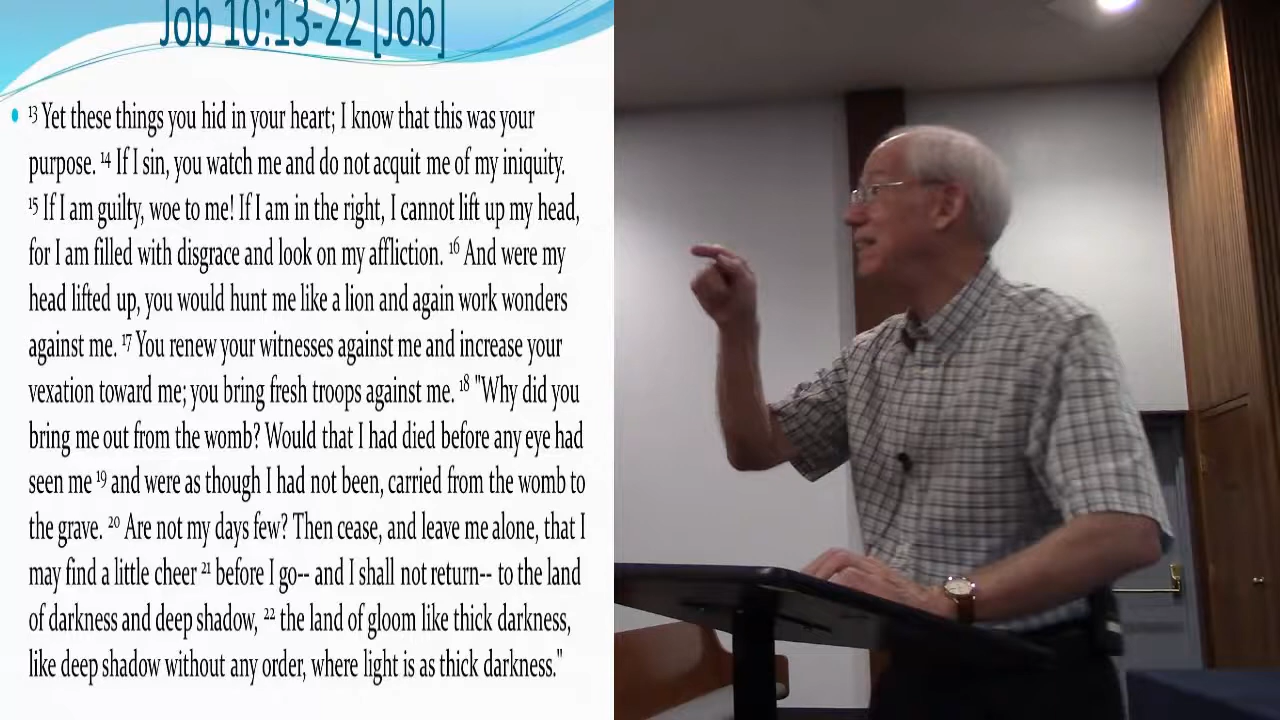 Job 10:13-22 [Job]
• 13 Yet these things you hid in your heart; I know that this was your
purpose. 14 If I sin, you watch me and do not acquit me of my iniquity.
15 If I am guilty, woe to me! If I am in the right, I cannot lift up my head,
for I am filled with disgrace and look on my affliction. 16 And were my
head lifted up, you would hunt me like a lion and again work wonders
against me. 17 You renew your witnesses against me and increase your
vexation toward me; you bring fresh troops against me. 18 "Why did you
bring me out from the womb? Would that I had died before any eye had
seen me 19 and were as though I had not been, carried from the womb to
the grave. 20 Are not my days few? Then cease, and leave me alone, that I
may find a little cheer 21 before I go-- and I shall not return-- to the land
of darkness and deep shadow, 22 the land of gloom like thick darkness,
like deep shadow without any order, where light is as thick darkness."